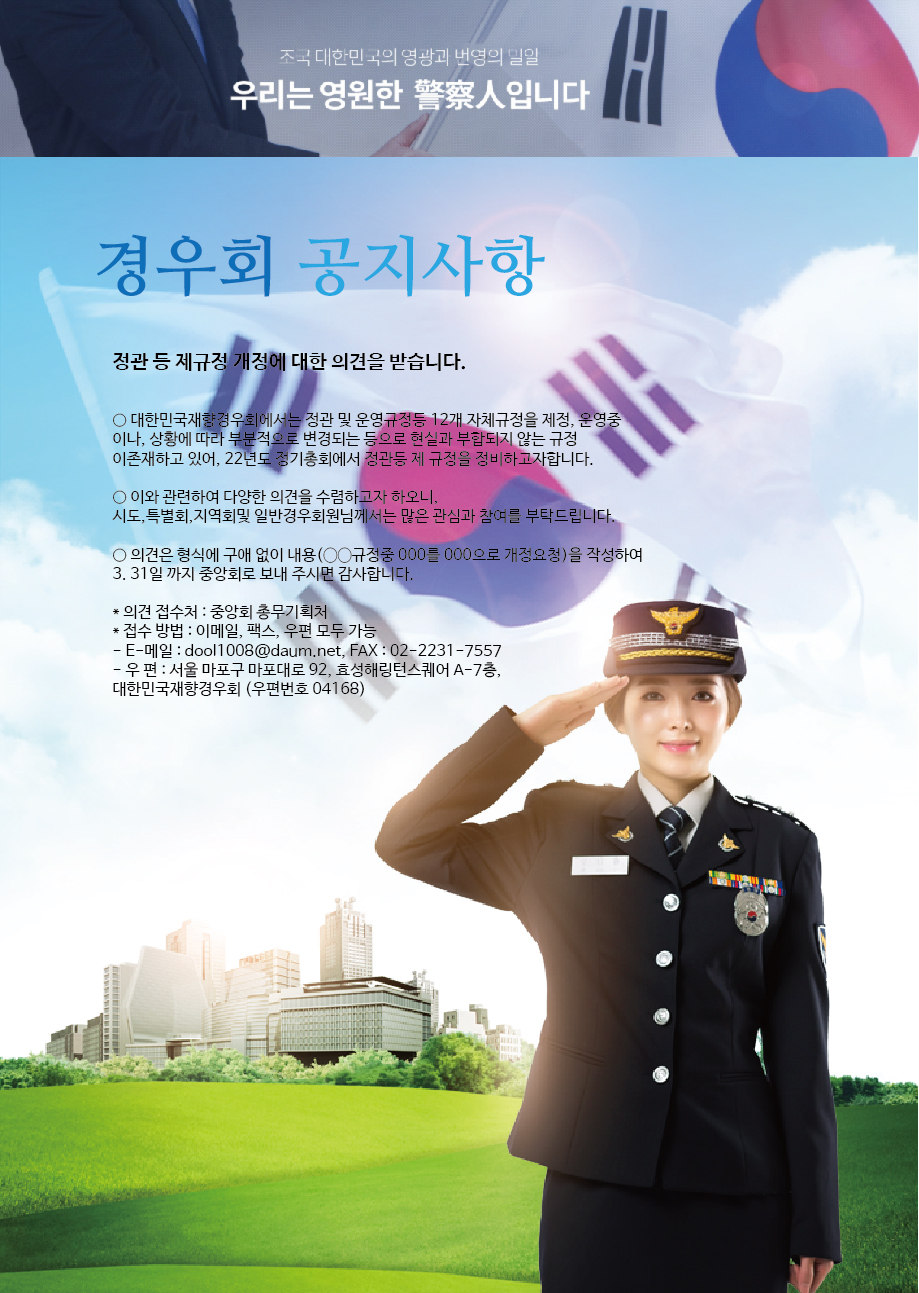 조국 대한민국의 영광과 번영의 밀알
우리는 영원한 警察人입니다
경우회 공지사항
정관 등 제규정 개정에 대한 의견을 받습니다.
○ 대한민국재향경우회에서는 정관 및 운영규정등 12개 자체규정을 제정, 운영중
이나, 상황에 따라 부분적으로 변경되는 등으로 현실과 부합되지 않는 규정
이존재하고 있어, 22년도 정기총회에서 정관등 제 규정을 정비하고자합니다.
○ 이와 관련하여 다양한 의견을 수렴하고자 하오니,
시도,특별회,지역회및 일반경우회원님께서는 많은 관심과 참여를 부탁드립니다.
○ 의견은 형식에 구애 없이 내용(○○규정중 000를 000으로 개정요청)을 작성하여
3. 31일 까지 중앙회로 보내 주시면 감사합니다.
* 의견 접수처 : 중앙회 총무기획처
* 접수 방법 : 이메일, 팩스, 우편 모두 가능
- E-메일 : dool1008@daum.net, FAX : 02-2231-7557
- 우 편 : 서울 마포구 마포대로 92, 효성해링턴스퀘어 A-7층,
대한민국재향경우회 (우편번호 04168)